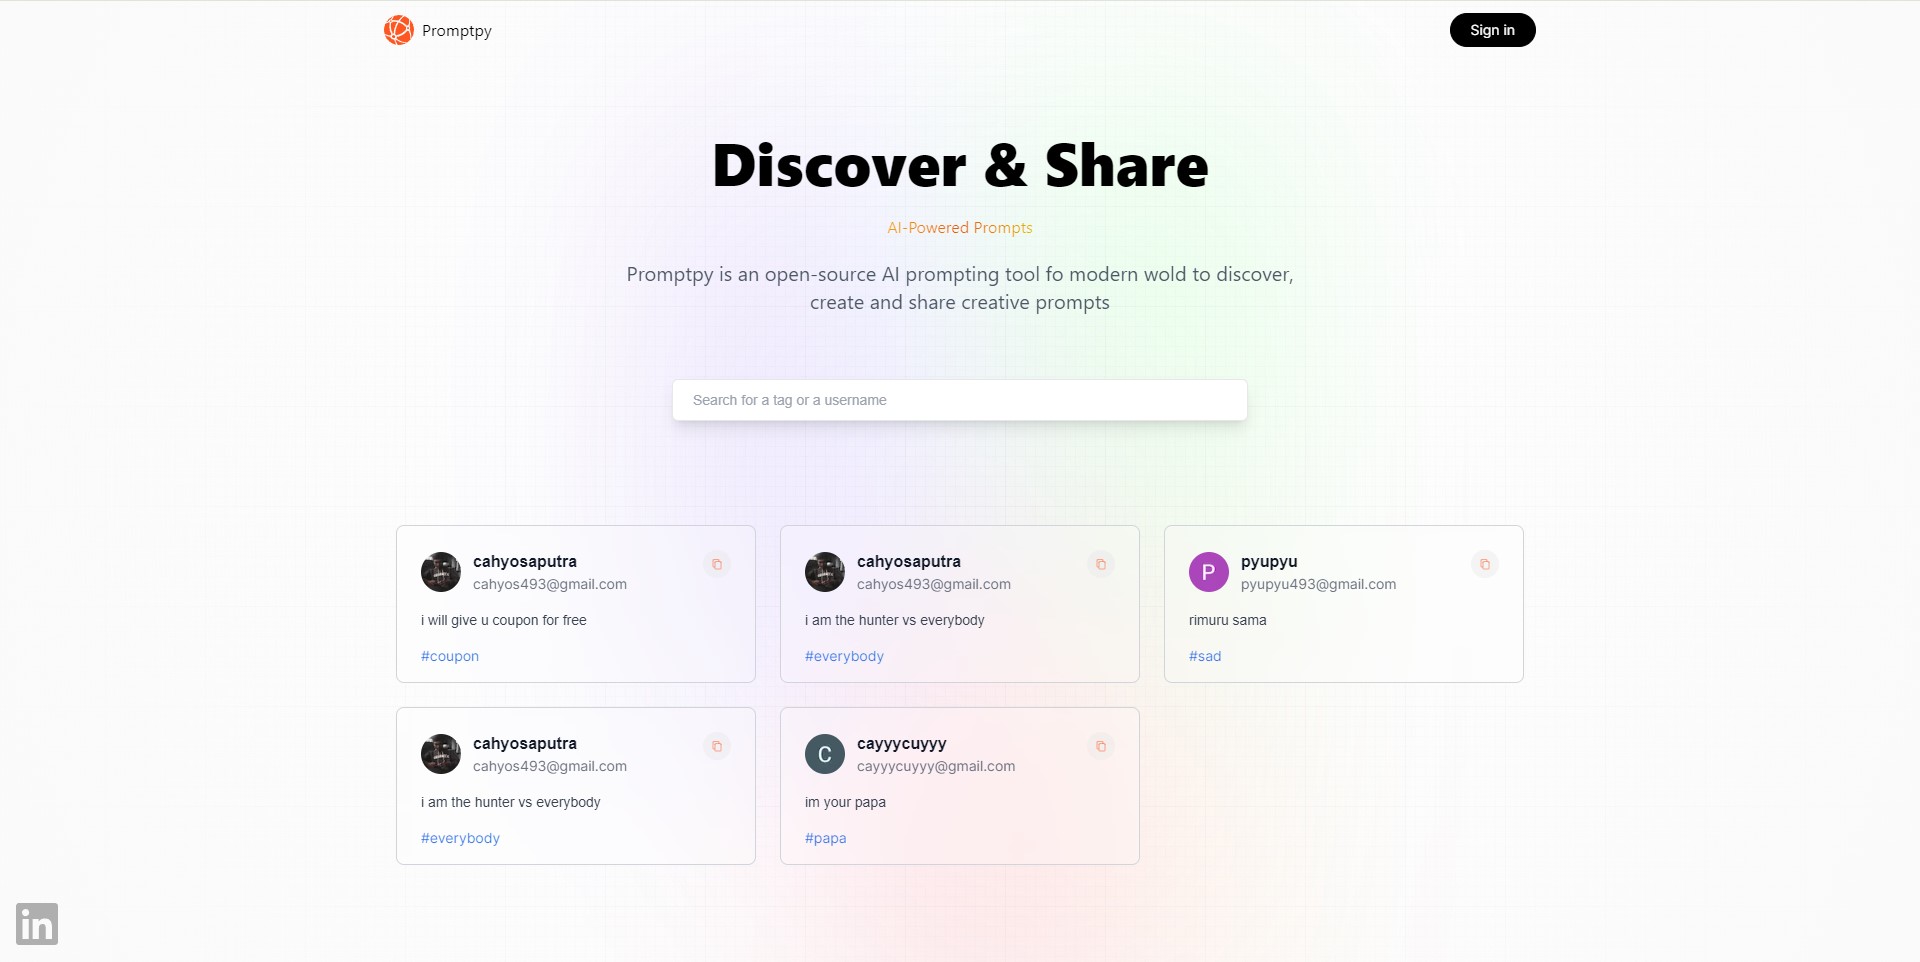 Promptpy
Sign in
Discover & Share
AI-Powered Prompts
Promptpy is an open-source AI prompting tool fo modern wold to discover,
create and share creative prompts
Search for a tag or a username
cahyosaputra
cahyos493@gmail.com
i will give u coupon for free
#coupon
cahyosaputra
cahyos493@gmail.com
i am the hunter vs everybody
#everybody
P
pyupyu
pyupyu493@gmail.com
rimuru sama
#sad
cahyosaputra
cahyos493@gmail.com
i am the hunter vs everybody
#everybody
C
cayyycuyyy
cayyycuyyy@gmail.com
im your papa
#papa
in